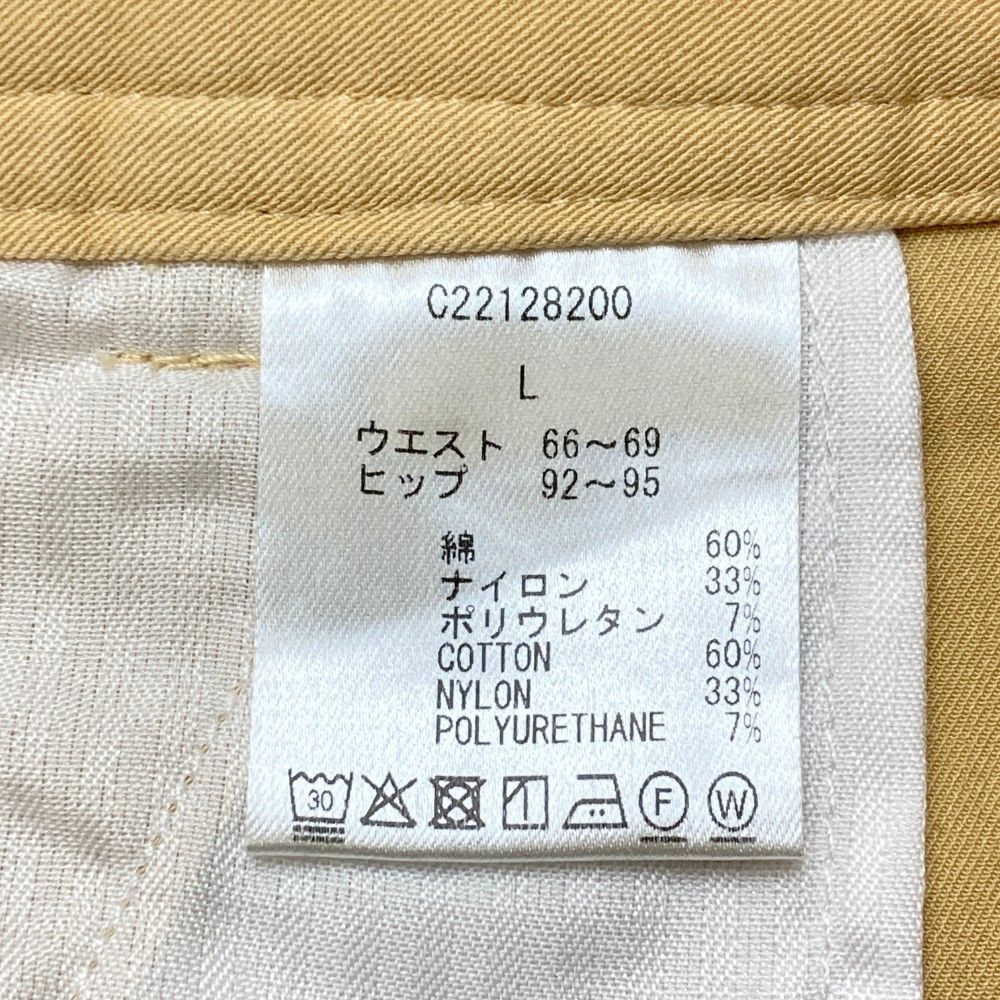 C22128200
L
ウエスト 66～69
ヒップ 92～95
綿 60%
ナイロン 33%
ポリウレタン 7%
COTTON 60%
NYLON 33%
POLYURETHANE 7%
30 F W